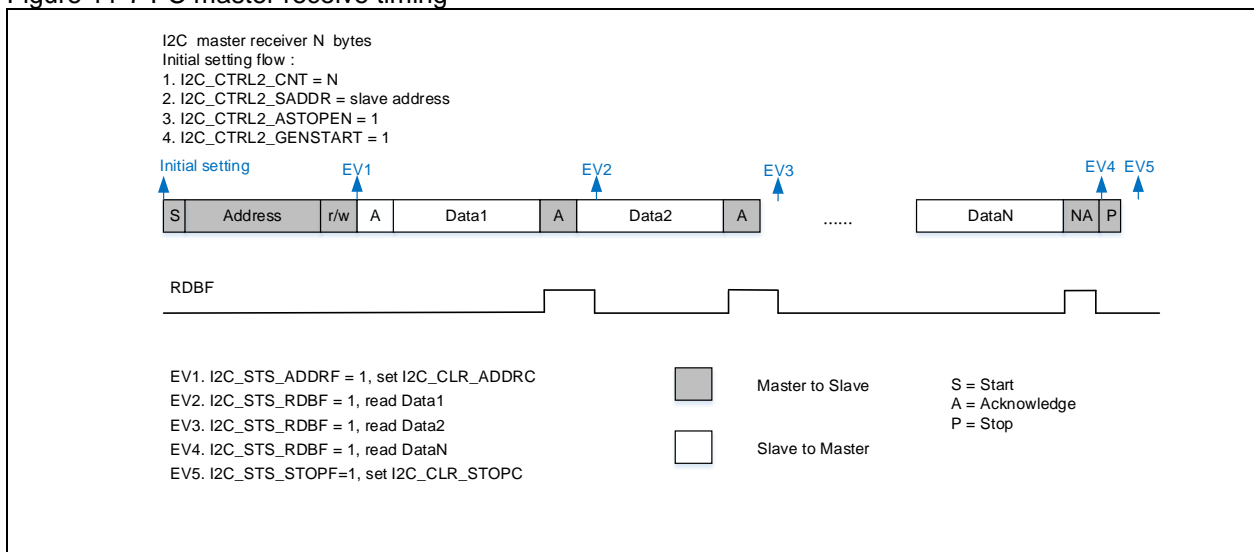 I2C master receiver N bytes
Initial setting flow :
1. I2C_CTRL2_CNT = N
2. I2C_CTRL2_SADDR = slave address
3. I2C_CTRL2_ASTOPEN = 1
4. I2C_CTRL2_GENSTART = 1
Initial setting EV1 EV2 EV3 EV4 EV5
S Address r/w A Data1 A Data2 A ...... DataN NA P
RDBF
EV1. I2C_STS_ADDRF = 1, set I2C_CLR_ADDRC
EV2. I2C_STS_RDBF = 1, read Data1
EV3. I2C_STS_RDBF = 1, read Data2
EV4. I2C_STS_RDBF = 1, read DataN
EV5. I2C_STS_STOPF=1, set I2C_CLR_STOPC
Master to Slave
Slave to Master
S = Start
A = Acknowledge
P = Stop